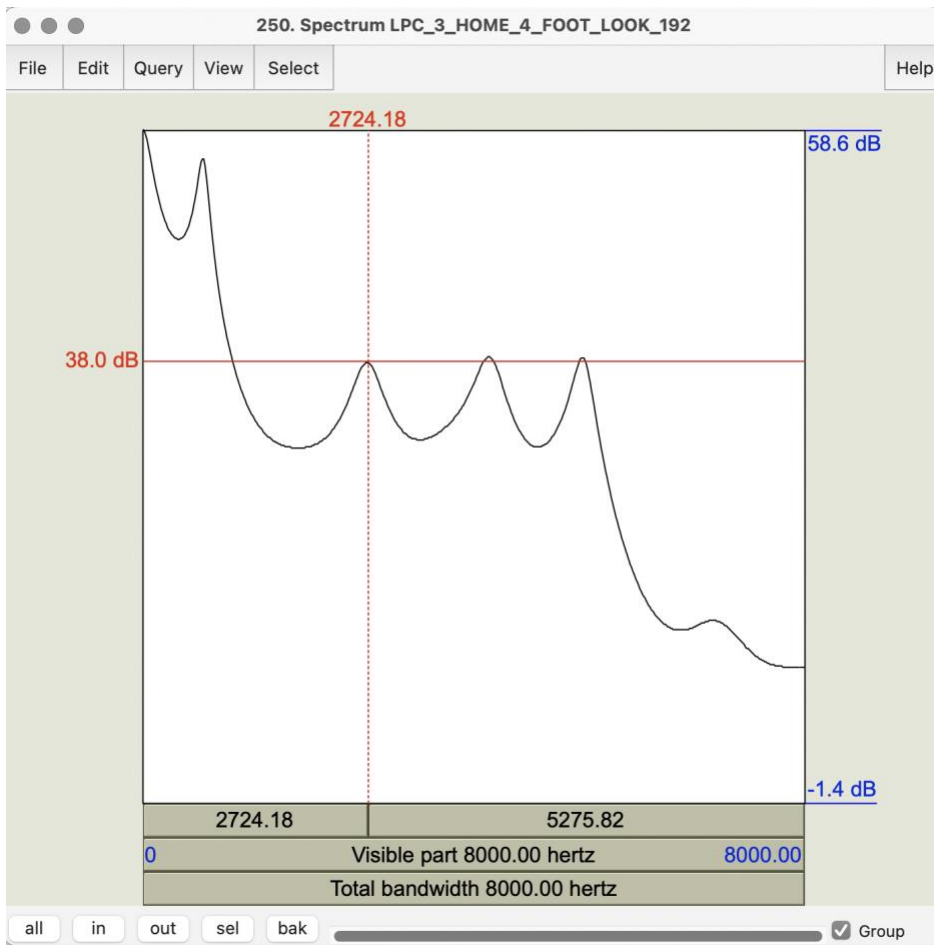 250. Spectrum LPC_3_HOME_4_FOOT_LOOK_192
File Edit Query View Select Help
2724.18
58.6 dB
38.0 dB
-1.4 dB
2724.18 5275.82
0 Visible part 8000.00 hertz 8000.00
Total bandwidth 8000.00 hertz
all in out sel bak Group